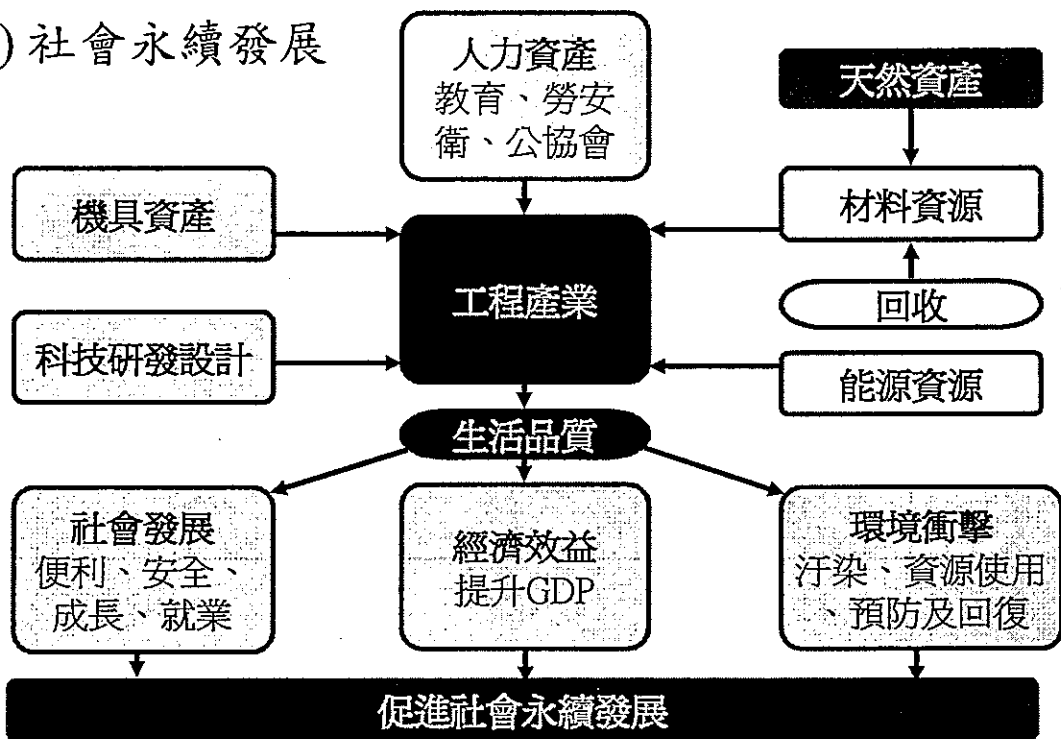 ) 社會永續發展
人力資產
教育、勞安
衛、公協會
天然資產
機具資產
材料資源
工程產業
回收
科技研發設計
能源資源
生活品質
社會發展
便利、安全、
成長、就業
經濟效益
提升GDP
環境衝擊
汙染、資源使用
、預防及回復
促進社會永續發展